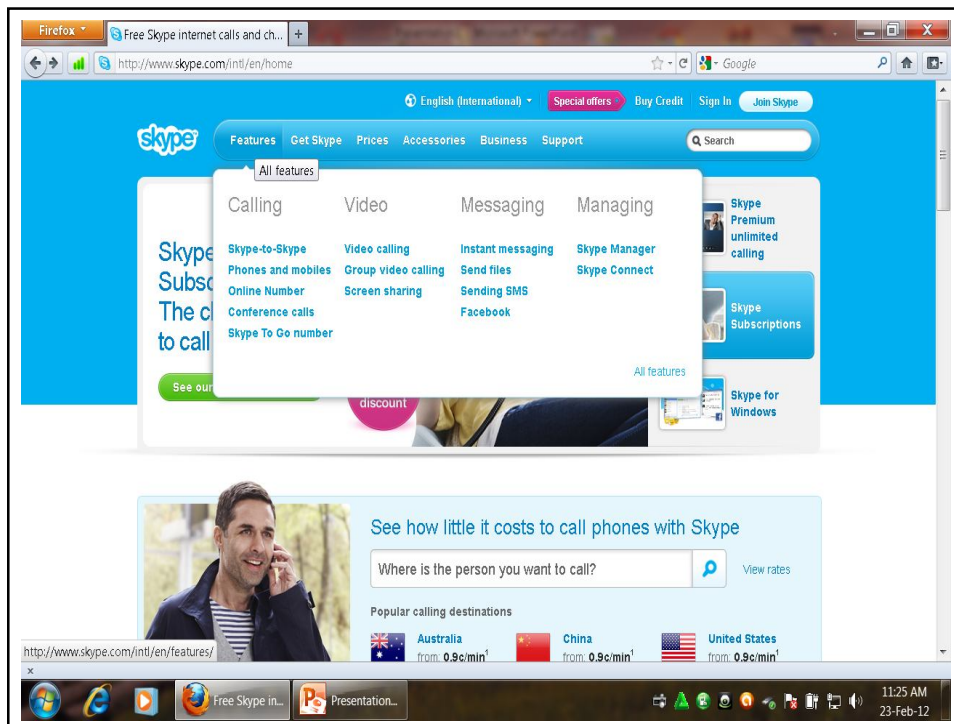 Firefox
Free Skype internet calls and ch...
http://www.skype.com/intl/en/home
Google
English (International)
Special offers
Buy Credit
Sign In
Join Skype
skype
Features Get Skype Prices Accessories Business Support
Search
All features
Calling Video Messaging Managing
Skype-to-Skype Video calling Instant messaging Skype Manager
Phones and mobiles Group video calling Send files Skype Connect
Online Number Screen sharing Sending SMS
Conference calls Facebook
Skype To Go number
All features
Skype
The
to call
See our
discount
Skype
Premium
unlimited
calling
Skype
Subscriptions
Skype for
Windows
See how little it costs to call phones with Skype
Where is the person you want to call?
View rates
Popular calling destinations
Australia China United States
from: 0.9c/min¹ from: 0.9c/min¹ from: 0.9c/min¹
http://www.skype.com/intl/en/features/
x
Free Skype in...
Presentation...
11:25 AM
23-Feb-12